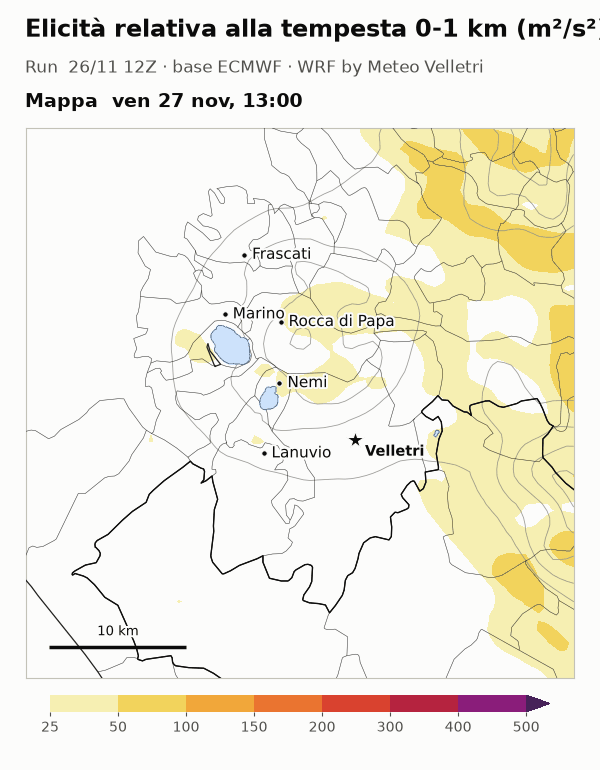 Elicità relativa alla tempesta 0-1 km (m²/s²)
Run 26/11 12Z · base ECMWF · WRF by Meteo Velletri
Mappa ven 27 nov, 13:00
Frascati
Marino
Rocca di Papa
Nemi
Velletri
Lanuvio
10 km
25 50 100 150 200 300 400 500